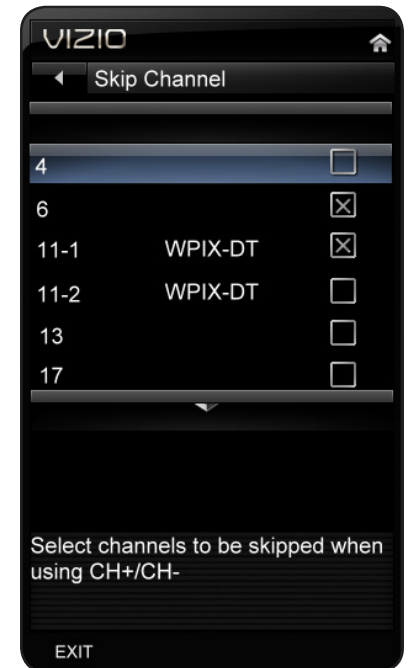 VIZIO
Skip Channel
4
6
11-1 WPIX-DT
11-2 WPIX-DT
13
17
Select channels to be skipped when
using CH+/CH-
EXIT